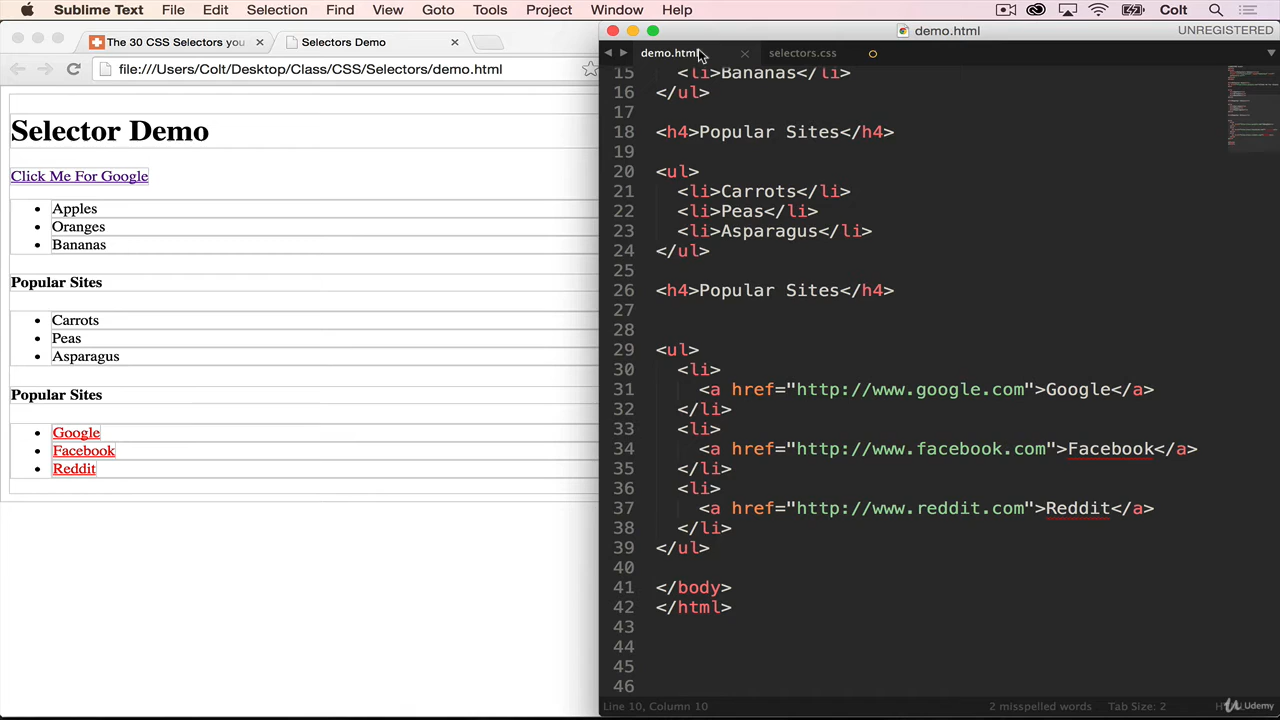 Sublime Text File Edit Selection Find View Goto Tools Project Window Help Colt
The 30 CSS Selectors you
Selectors Demo
file:///Users/Colt/Desktop/Class/CSS/Selectors/demo.html
Selector Demo
Click Me For Google
• Apples
• Oranges
• Bananas
Popular Sites
• Carrots
• Peas
• Asparagus
Popular Sites
• Google
• Facebook
• Reddit
demo.html
UNREGISTERED
demo.html
selectors.css
15 <li>Bananas</li>
16 </ul>
17
18 <h4>Popular Sites</h4>
19
20 <ul>
21 <li>Carrots</li>
22 <li>Peas</li>
23 <li>Asparagus</li>
24 </ul>
25
26 <h4>Popular Sites</h4>
27
28
29 <ul>
30 <li>
31 <a href="http://www.google.com">Google</a>
32 </li>
33 <li>
34 <a href="http://www.facebook.com">Facebook</a>
35 </li>
36 <li>
37 <a href="http://www.reddit.com">Reddit</a>
38 </li>
39 </ul>
40
41 </body>
42 </html>
43
44
45
46
Line 10, Column 10
2 misspelled words
Tab Size: 2
Udemy